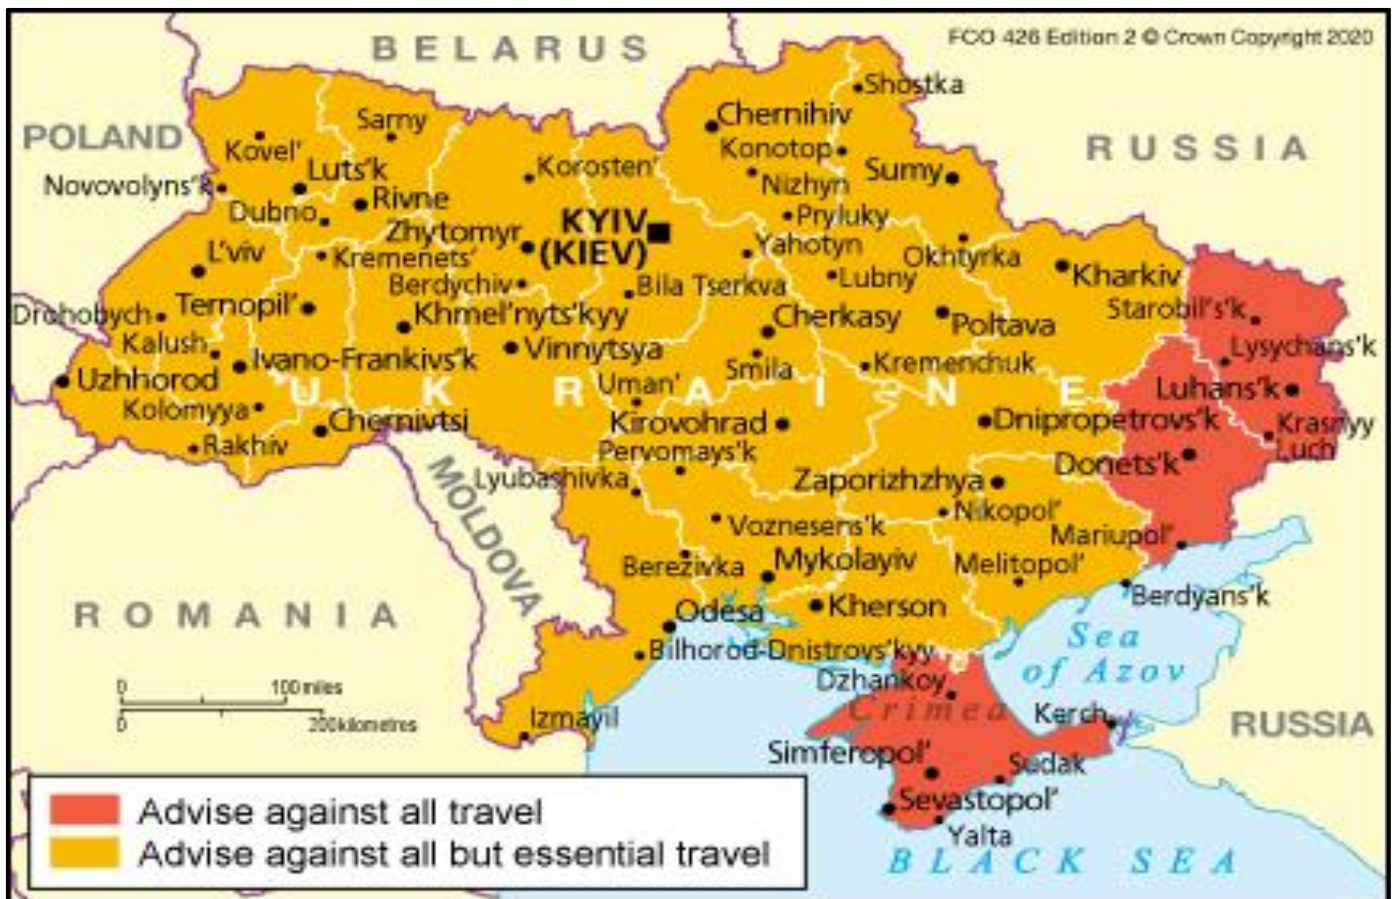 BELARUS
FCO 426 Edition 2 © Crown Copyright 2020
Shostka
Chernihiv
POLAND
Sarny
RUSSIA
Kovel'
Konotop
Korosten'
Luts'k
Sumy
Novovolyns'k
Nizhyn
Rivne
Dubno
Pryluky
KYIV
(KIEV)
Zhytomyr
Yahotyn
L'viv
Kremenets'
Okhtyrka
Kharkiv
Berdychiv
Bila Tserkva
Lubny
Ternopil'
Starobil's'k
Drohobych
Khmel'nyts'kyy
Cherkasy
Poltava
Kalush
Vinnytsya
Lysychans'k
Ivano-Frankivs'k
Smila
Kremenchuk
Uzhhorod
UKRAINE
Uman'
Luhans'k
Kolomyya
Chernivtsi
Kirovohrad
Dnipropetrovs'k
Krasnyy
Luch
Rakhiv
Pervomays'k
Donets'k
MOLDOVA
Lyubashivka
Zaporizhzhya
Nikopol'
Voznesens'k
Mariupol'
Berezivka
Mykolayiv
Melitopol'
Berdyans'k
ROMANIA
Odesa
Kherson
Sea
of Azov
Bilhorod-Dnistrovs'kyy
Dzhankoy
0 100 miles
0 200 kilometres
Crimea
Kerch
Izmayil
RUSSIA
Simferopol'
Sudak
Sevastopol'
Yalta
BLACK SEA
Advise against all travel
Advise against all but essential travel